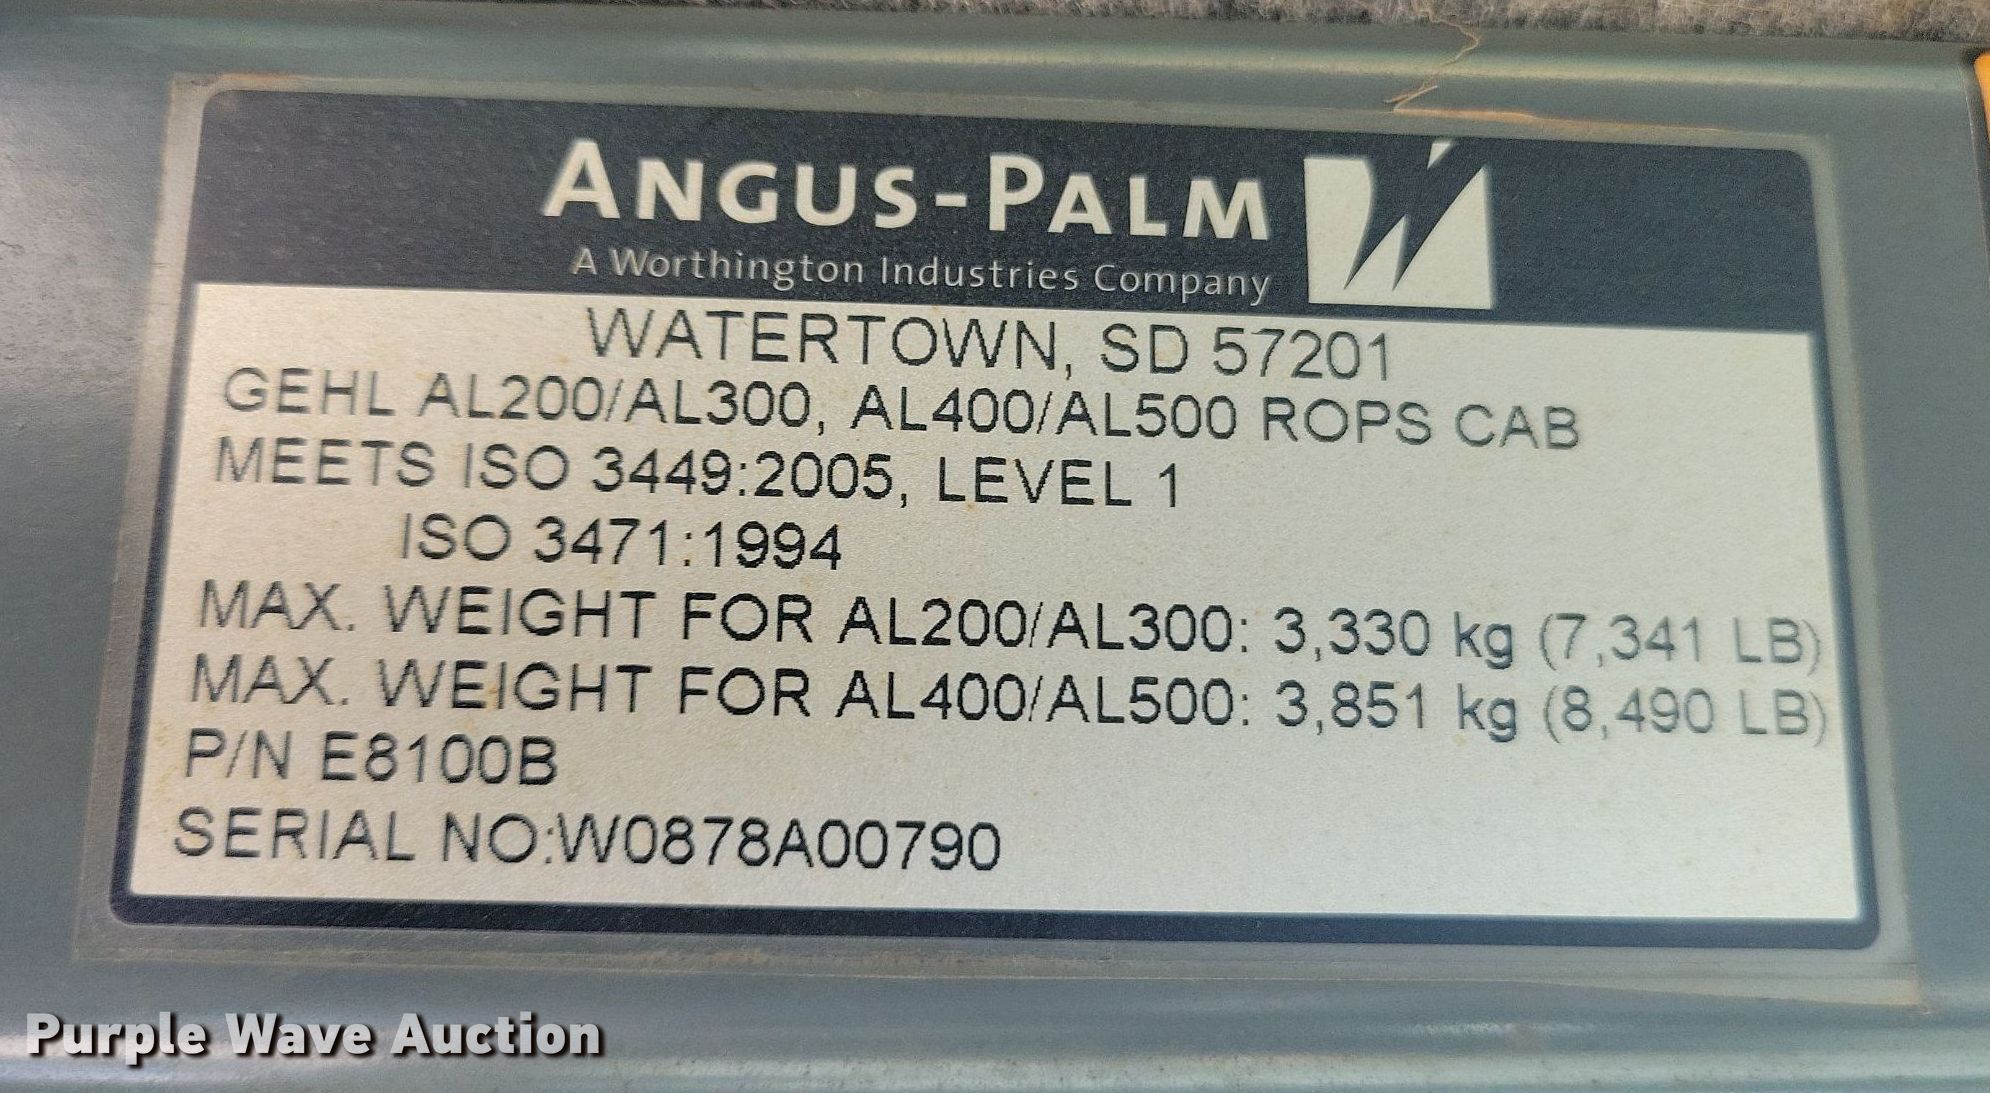 ANGUS-PALM
A Worthington Industries Company
WATERTOWN, SD 57201
GEHL AL200/AL300, AL400/AL500 ROPS CAB
MEETS ISO 3449:2005, LEVEL 1
ISO 3471:1994
MAX. WEIGHT FOR AL200/AL300: 3,330 kg (7,341 LB)
MAX. WEIGHT FOR AL400/AL500: 3,851 kg (8,490 LB)
P/N E8100B
SERIAL NO:W0878A00790
Purple Wave Auction